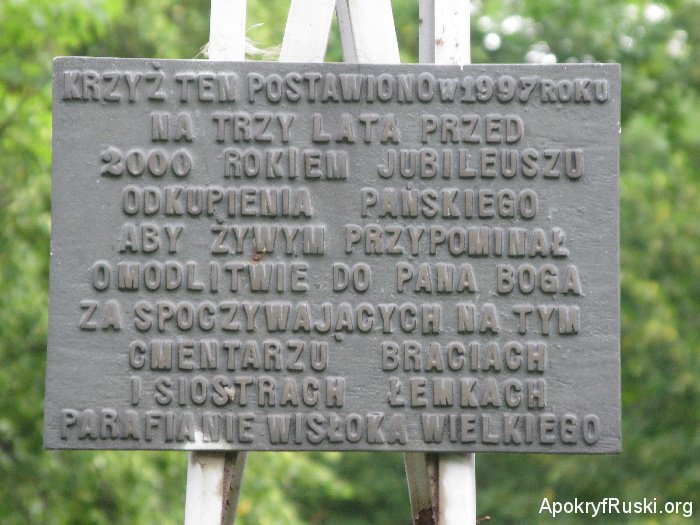 KRZYŻ TEN POSTAWIONO W 1997 ROKU
NA TRZY LATA PRZED
2000 ROKIEM JUBILEUSZU
ODKUPIENIA PAŃSKIEGO
ABY ŻYWYM PRZYPOMINAŁ
O MODLITWIE DO PANA BOGA
ZA SPOCZYWAJĄCYCH NA TYM
CMENTARZU BRACIACH
I SIOSTRACH ŁEMKACH
PARAFIANIE WISŁOKA WIELKIEGO
ApokryfRuski.org